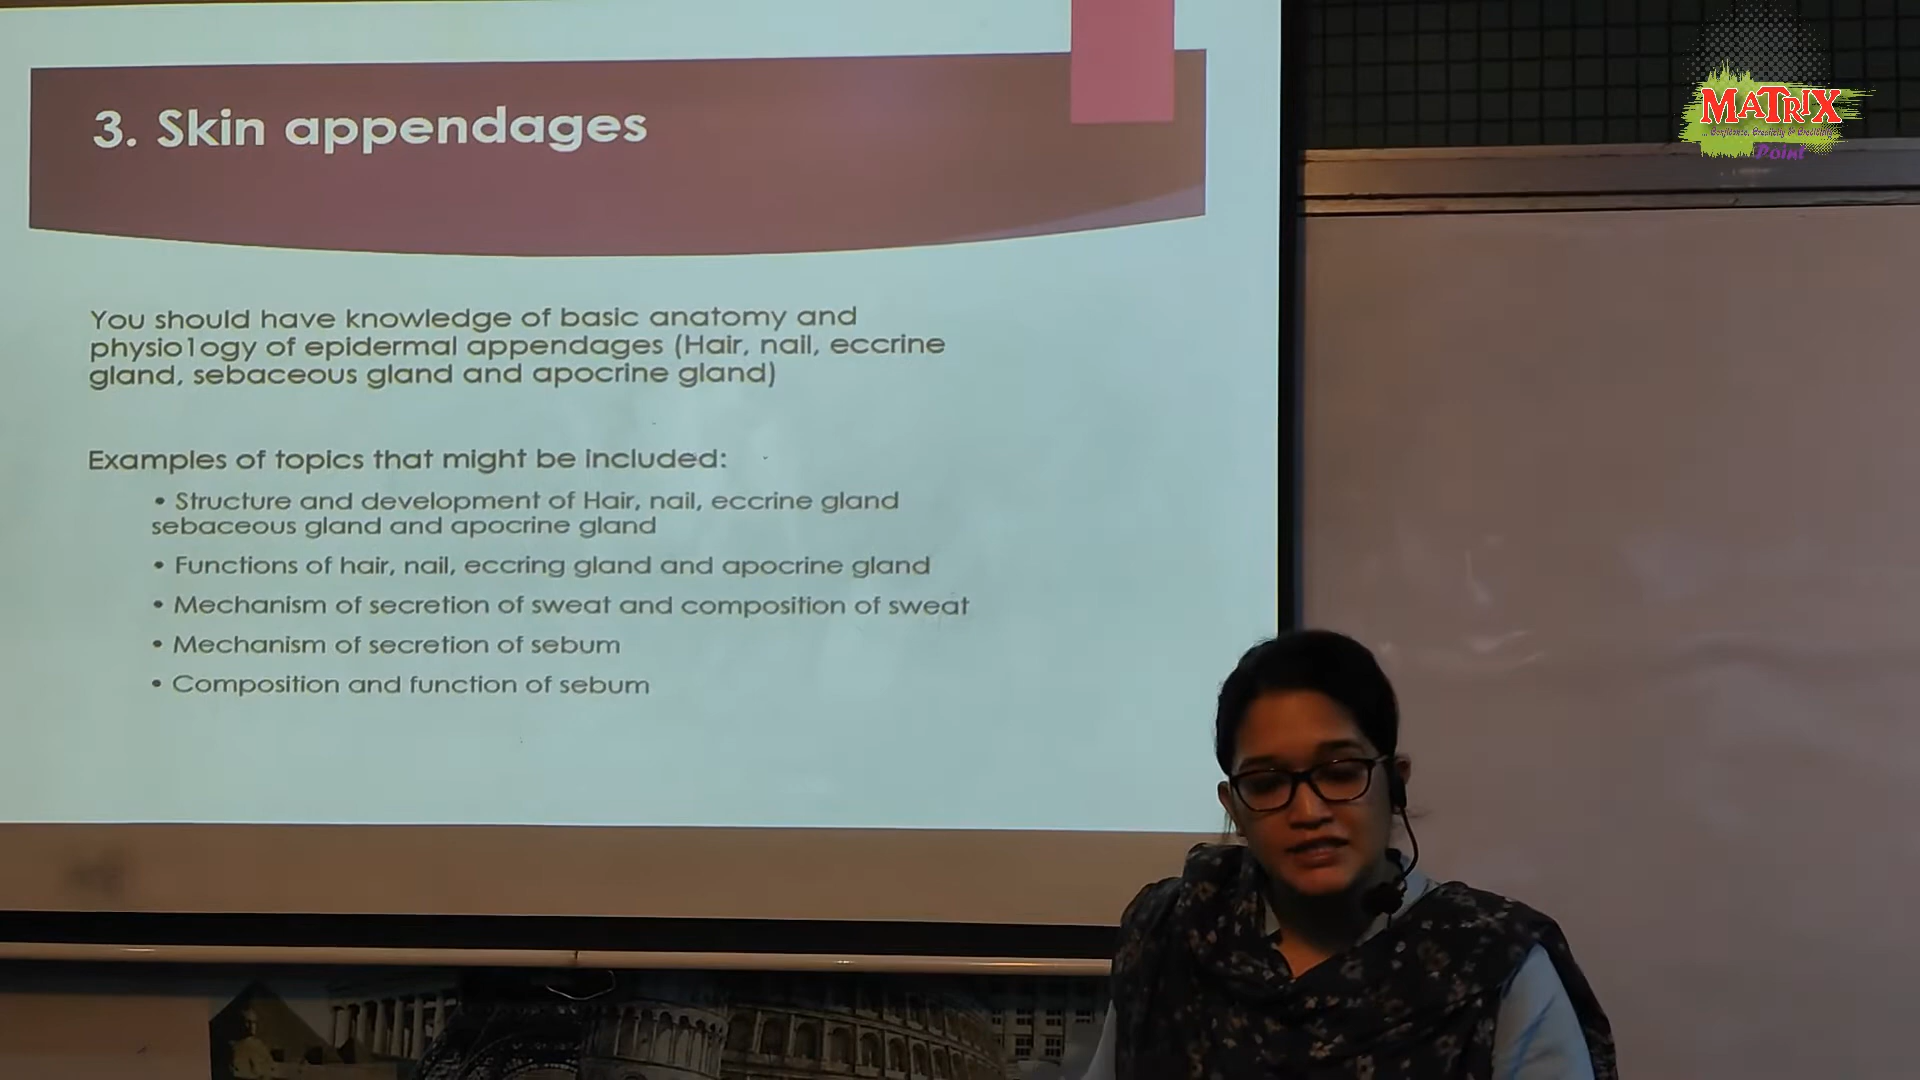 3. Skin appendages
You should have knowledge of basic anatomy and
physio1ogy of epidermal appendages (Hair, nail, eccrine
gland, sebaceous gland and apocrine gland)
Examples of topics that might be included:
• Structure and development of Hair, nail, eccrine gland
sebaceous gland and apocrine gland
• Functions of hair, nail, eccring gland and apocrine gland
• Mechanism of secretion of sweat and composition of sweat
• Mechanism of secretion of sebum
• Composition and function of sebum
MATRIX
Confidence, Creativity &
Point